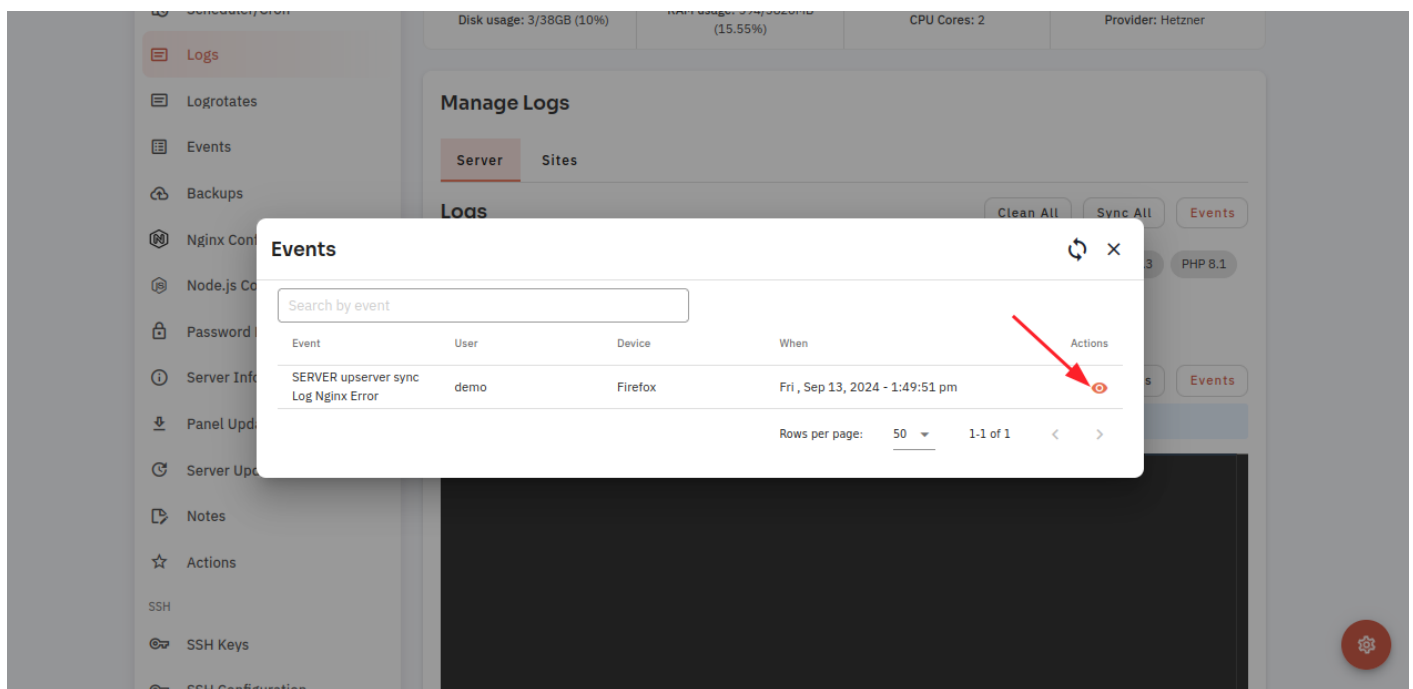 Disk usage: 3/38GB (10%)
(15.55%)
CPU Cores: 2
Provider: Hetzner
Logs
Logrotates
Events
Backups
Nginx Conf
Node.js Co
Password
Server Info
Panel Upd
Server Upd
Notes
Actions
SSH
SSH Keys
SSH Configuration
Manage Logs
Server Sites
Logs
Clean All Sync All Events
PHP 8.1
Events
Events
Search by event
Event User Device When Actions
SERVER upserver sync
Log Nginx Error
demo Firefox Fri , Sep 13, 2024 - 1:49:51 pm
Rows per page: 50 1-1 of 1